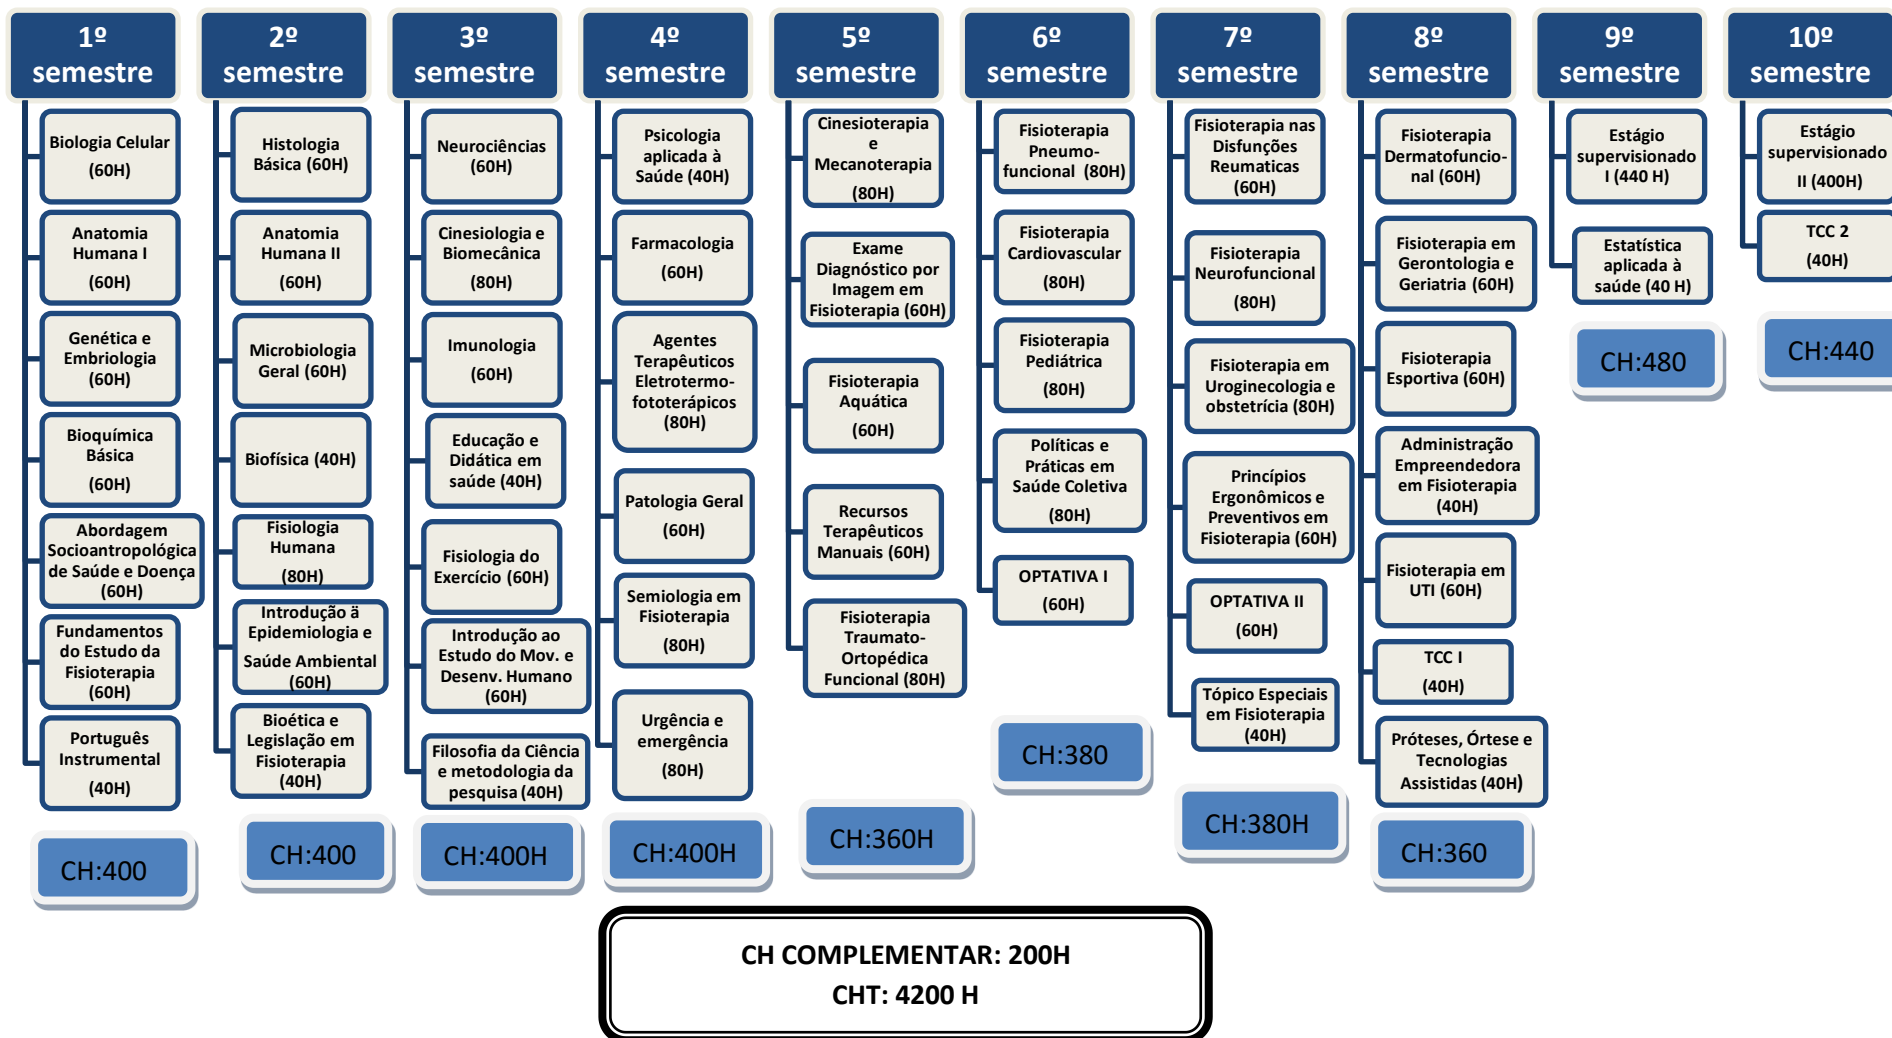 1º
semestre
Biologia Celular
(60H)
Anatomia
Humana I
(60H)
Genética e
Embriologia
(60H)
Bioquímica
Básica
(60H)
Abordagem
Socioantropológica
de Saúde e Doença
(60H)
Fundamentos
do Estudo da
Fisioterapia
(60H)
Português
Instrumental
(40H)
CH:400
2º
semestre
Histologia
Básica (60H)
Anatomia
Humana II
(60H)
Microbiologia
Geral (60H)
Biofísica (40H)
Fisiologia
Humana
(80H)
Introdução ä
Epidemiologia e
Saúde Ambiental
(60H)
Bioética e
Legislação em
Fisioterapia
(40H)
CH:400
3º
semestre
Neurociências
(60H)
Cinesiologia e
Biomecânica
(80H)
Imunologia
(60H)
Educação e
Didática em
saúde (40H)
Fisiologia do
Exercício (60H)
Introdução ao
Estudo do Mov. e
Desenv. Humano
(60H)
Filosofia da Ciência
e metodologia da
pesquisa (40H)
CH:400H
4º
semestre
Psicologia
aplicada à
Saúde (40H)
Farmacologia
(60H)
Agentes
Terapêuticos
Eletrotermo-
fototerápicos
(80H)
Patologia Geral
(60H)
Semiologia em
Fisioterapia
(80H)
Urgência e
emergência
(80H)
CH:400H
5º
semestre
Cinesioterapia
e
Mecanoterapia
(80H)
Exame
Diagnóstico por
Imagem em
Fisioterapia (60H)
Fisioterapia
Aquática
(60H)
Recursos
Terapêuticos
Manuais (60H)
Fisioterapia
Traumato-
Ortopédica
Funcional (80H)
CH:360H
6º
semestre
Fisioterapia
Pneumo-
funcional (80H)
Fisioterapia
Cardiovascular
(80H)
Fisioterapia
Pediátrica
(80H)
Políticas e
Práticas em
Saúde Coletiva
(80H)
OPTATIVA I
(60H)
CH:380
7º
semestre
Fisioterapia nas
Disfunções
Reumaticas
(60H)
Fisioterapia
Neurofuncional
(80H)
Fisioterapia em
Uroginecologia e
obstetrícia (80H)
Princípios
Ergonômicos e
Preventivos em
Fisioterapia (60H)
OPTATIVA II
(60H)
Tópico Especiais
em Fisioterapia
(40H)
CH:380H
8º
semestre
Fisioterapia
Dermatofuncio-
nal (60H)
Fisioterapia em
Gerontologia e
Geriatria (60H)
Fisioterapia
Esportiva (60H)
Administração
Empreendedora
em Fisioterapia
(40H)
Fisioterapia em
UTI (60H)
TCC I
(40H)
Próteses, Órtese e
Tecnologias
Assistidas (40H)
CH:360
9º
semestre
Estágio
supervisionado
I (440 H)
Estatística
aplicada à
saúde (40 H)
CH:480
10º
semestre
Estágio
supervisionado
II (400H)
TCC 2
(40H)
CH:440
CH COMPLEMENTAR: 200H
CHT: 4200 H